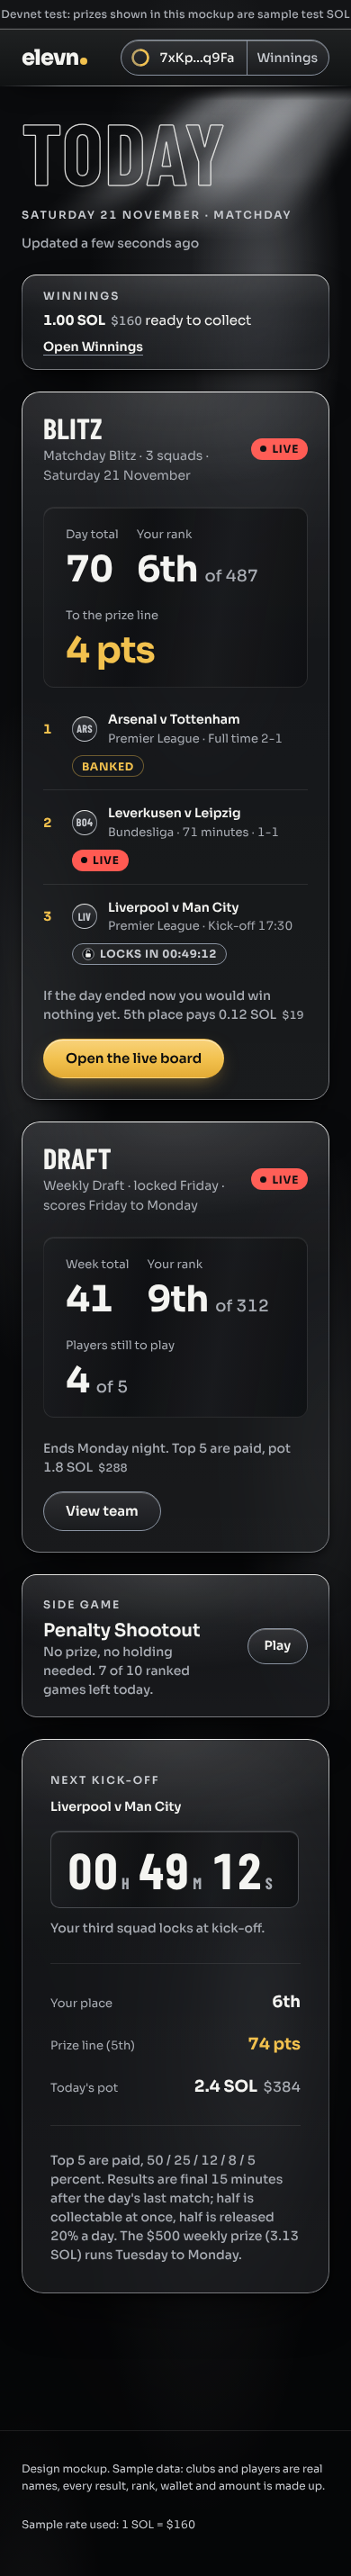 Devnet test: prizes shown in this mockup are sample test SOL
elevn.
7xKp...q9Fa
Winnings
TODAY
SATURDAY 21 NOVEMBER · MATCHDAY
Updated a few seconds ago
WINNINGS
1.00 SOL $160 ready to collect
Open Winnings
BLITZ
Matchday Blitz · 3 squads ·
Saturday 21 November
LIVE
Day total Your rank
70 6th of 487
To the prize line
4 pts
1 ARS Arsenal v Tottenham
Premier League · Full time 2-1
BANKED
2 B04 Leverkusen v Leipzig
Bundesliga · 71 minutes · 1-1
LIVE
3 LIV Liverpool v Man City
Premier League · Kick-off 17:30
LOCKS IN 00:49:12
If the day ended now you would win
nothing yet. 5th place pays 0.12 SOL $19
Open the live board
DRAFT
Weekly Draft · locked Friday ·
scores Friday to Monday
LIVE
Week total Your rank
41 9th of 312
Players still to play
4 of 5
Ends Monday night. Top 5 are paid, pot
1.8 SOL $288
View team
SIDE GAME
Penalty Shootout
No prize, no holding
needed. 7 of 10 ranked
games left today.
Play
NEXT KICK-OFF
Liverpool v Man City
00 H 49 M 12 S
Your third squad locks at kick-off.
Your place 6th
Prize line (5th) 74 pts
Today's pot 2.4 SOL $384
Top 5 are paid, 50 / 25 / 12 / 8 / 5
percent. Results are final 15 minutes
after the day's last match; half is
collectable at once, half is released
20% a day. The $500 weekly prize (3.13
SOL) runs Tuesday to Monday.
Design mockup. Sample data: clubs and players are real
names, every result, rank, wallet and amount is made up.
Sample rate used: 1 SOL = $160